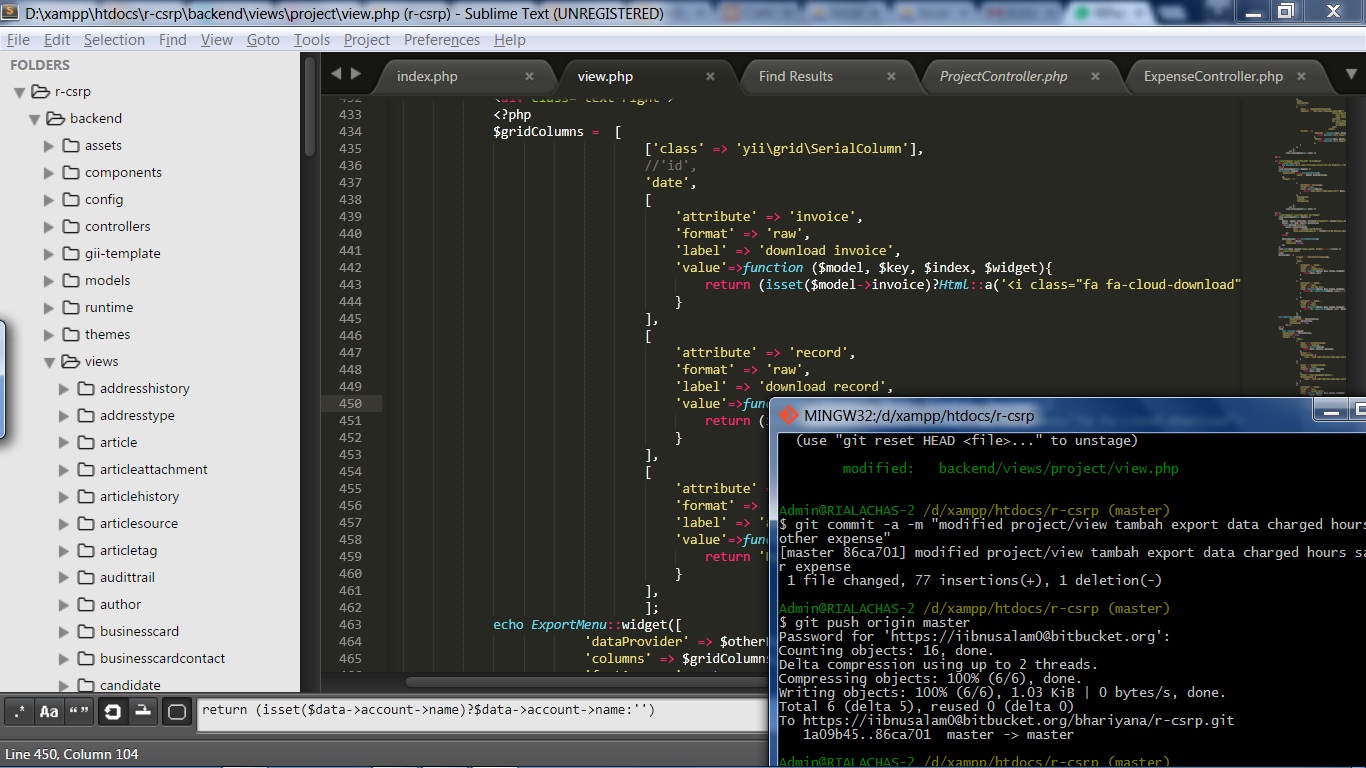 D:\xampp\htdocs\r-csrp\backend\views\project\view.php (r-csrp) - Sublime Text (UNREGISTERED)
File Edit Selection Find View Goto Tools Project Preferences Help
FOLDERS
r-csrp
backend
assets
components
config
controllers
gii-template
models
runtime
themes
views
addresshistory
addresstype
article
articleattachment
articlehistory
articlesource
articletag
audittrail
author
businesscard
businesscardcontact
candidate
index.php view.php Find Results ProjectController.php ExpenseController.php
432 <div class="text-right">
433 <?php
434 $gridColumns = [
435 ['class' => 'yii\grid\SerialColumn'],
436 //'id',
437 'date',
438 [
439 'attribute' => 'invoice',
440 'format' => 'raw',
441 'label' => 'download invoice',
442 'value'=>function ($model, $key, $index, $widget){
443 return (isset($model->invoice)?Html::a('<i class="fa fa-cloud-download"
444 }
445 ],
446 [
447 'attribute' => 'record',
448 'format' => 'raw',
449 'label' => 'download record',
450 'value'=>func
451 return (
452 }
453 ],
454 [
455 'attribute' =
456 'format' =>
457 'label' => '
458 'value'=>func
459 return '
460 }
461 ],
462 ];
463 echo ExportMenu::widget([
464 'dataProvider' => $other
465 'columns' => $gridColumns
MINGW32:/d/xampp/htdocs/r-csrp
(use "git reset HEAD <file>..." to unstage)
modified: backend/views/project/view.php
Admin@RIALACHAS-2 /d/xampp/htdocs/r-csrp (master)
$ git commit -a -m "modified project/view tambah export data charged hours
other expense"
[master 86ca701] modified project/view tambah export data charged hours sa
r expense
1 file changed, 77 insertions(+), 1 deletion(-)
Admin@RIALACHAS-2 /d/xampp/htdocs/r-csrp (master)
$ git push origin master
Password for 'https://iibnusalam0@bitbucket.org':
Counting objects: 16, done.
Delta compression using up to 2 threads.
Compressing objects: 100% (6/6), done.
Writing objects: 100% (6/6), 1.03 KiB | 0 bytes/s, done.
Total 6 (delta 5), reused 0 (delta 0)
To https://iibnusalam0@bitbucket.org/bhariyana/r-csrp.git
1a09b45..86ca701 master -> master
Admin@RIALACHAS-2 /d/xampp/htdocs/r-csrp (master)
.* Aa “ ”
return (isset($data->account->name)?$data->account->name:'')
Line 450, Column 104